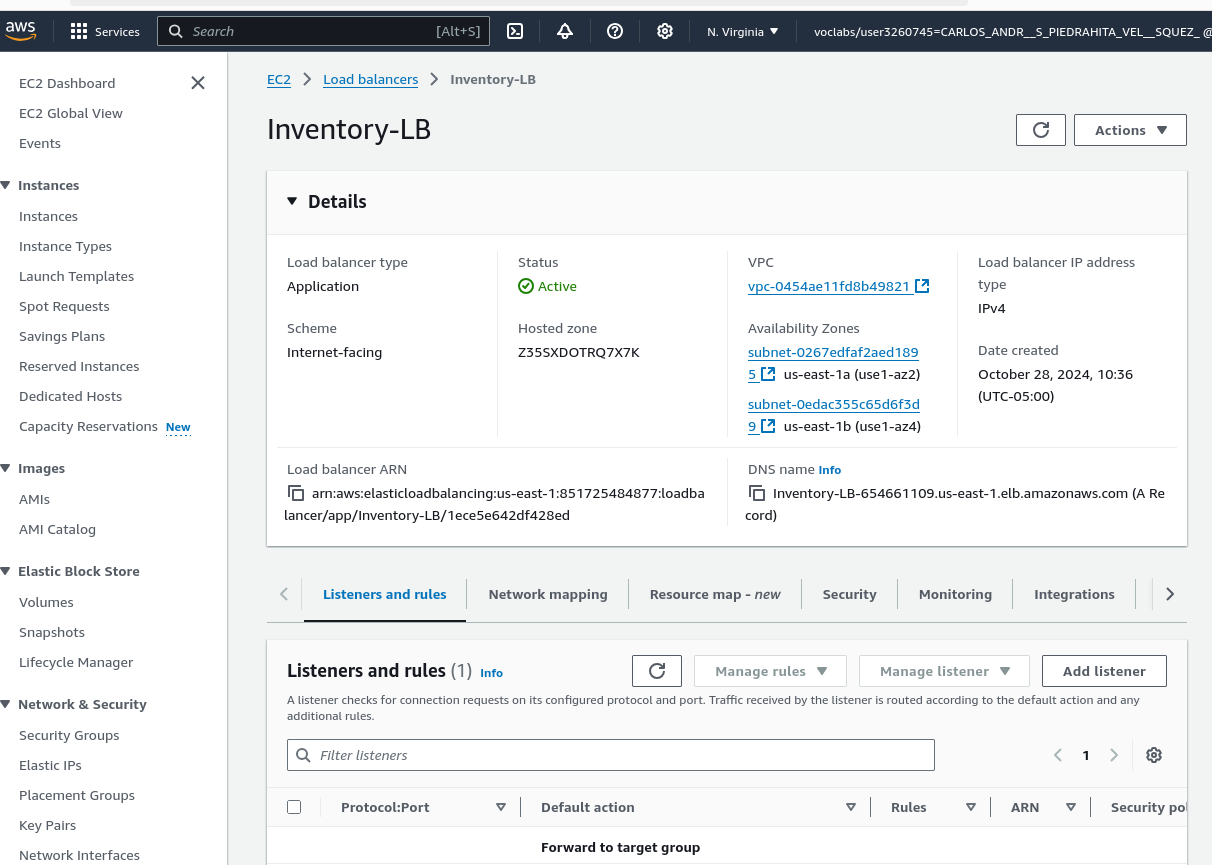 aws
Services
Search [Alt+S]
N. Virginia
voclabs/user3260745=CARLOS_ANDR__S_PIEDRAHITA_VEL__SQUEZ_ @
EC2 Dashboard
EC2 Global View
Events
Instances
Instances
Instance Types
Launch Templates
Spot Requests
Savings Plans
Reserved Instances
Dedicated Hosts
Capacity Reservations New
Images
AMIs
AMI Catalog
Elastic Block Store
Volumes
Snapshots
Lifecycle Manager
Network & Security
Security Groups
Elastic IPs
Placement Groups
Key Pairs
Network Interfaces
EC2 > Load balancers > Inventory-LB
Inventory-LB
Actions
Details
Load balancer type
Application
Scheme
Internet-facing
Status
Active
Hosted zone
Z35SXDOTRQ7X7K
VPC
vpc-0454ae11fd8b49821
Availability Zones
subnet-0267edfaf2aed189
5 us-east-1a (use1-az2)
subnet-0edac355c65d6f3d
9 us-east-1b (use1-az4)
Load balancer IP address
type
IPv4
Date created
October 28, 2024, 10:36
(UTC-05:00)
Load balancer ARN
arn:aws:elasticloadbalancing:us-east-1:851725484877:loadba
lancer/app/Inventory-LB/1ece5e642df428ed
DNS name Info
Inventory-LB-654661109.us-east-1.elb.amazonaws.com (A Re
cord)
Listeners and rules
Network mapping
Resource map - new
Security
Monitoring
Integrations
Listeners and rules (1) Info
Manage rules
Manage listener
Add listener
A listener checks for connection requests on its configured protocol and port. Traffic received by the listener is routed according to the default action and any
additional rules.
Filter listeners
1
Protocol:Port
Default action
Rules
ARN
Security pol
Forward to target group